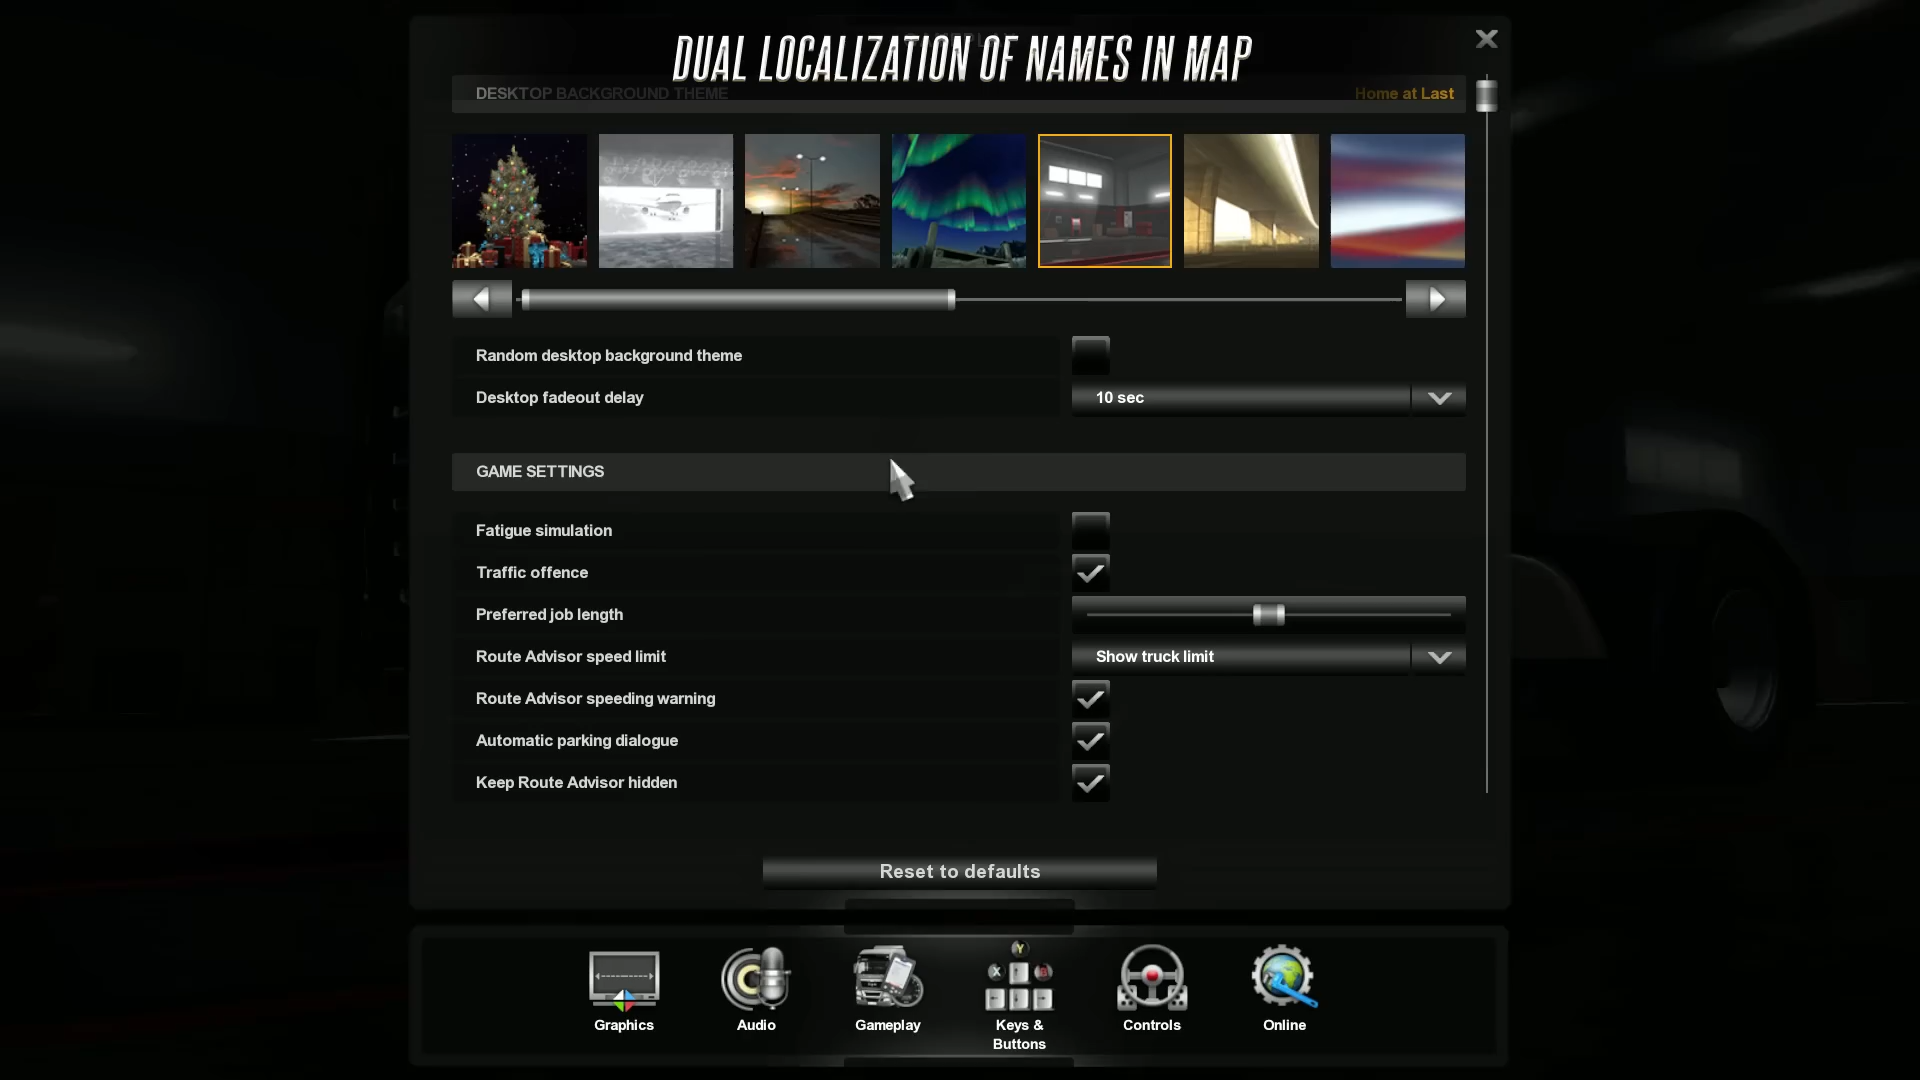 DUAL LOCALIZATION OF NAMES IN MAP
DESKTOP BACKGROUND THEME
Home at Last
Random desktop background theme
Desktop fadeout delay
10 sec
GAME SETTINGS
Fatigue simulation
Traffic offence
Preferred job length
Route Advisor speed limit
Show truck limit
Route Advisor speeding warning
Automatic parking dialogue
Keep Route Advisor hidden
Reset to defaults
Y
X
B
Graphics
Audio
Gameplay
Keys &
Buttons
Controls
Online